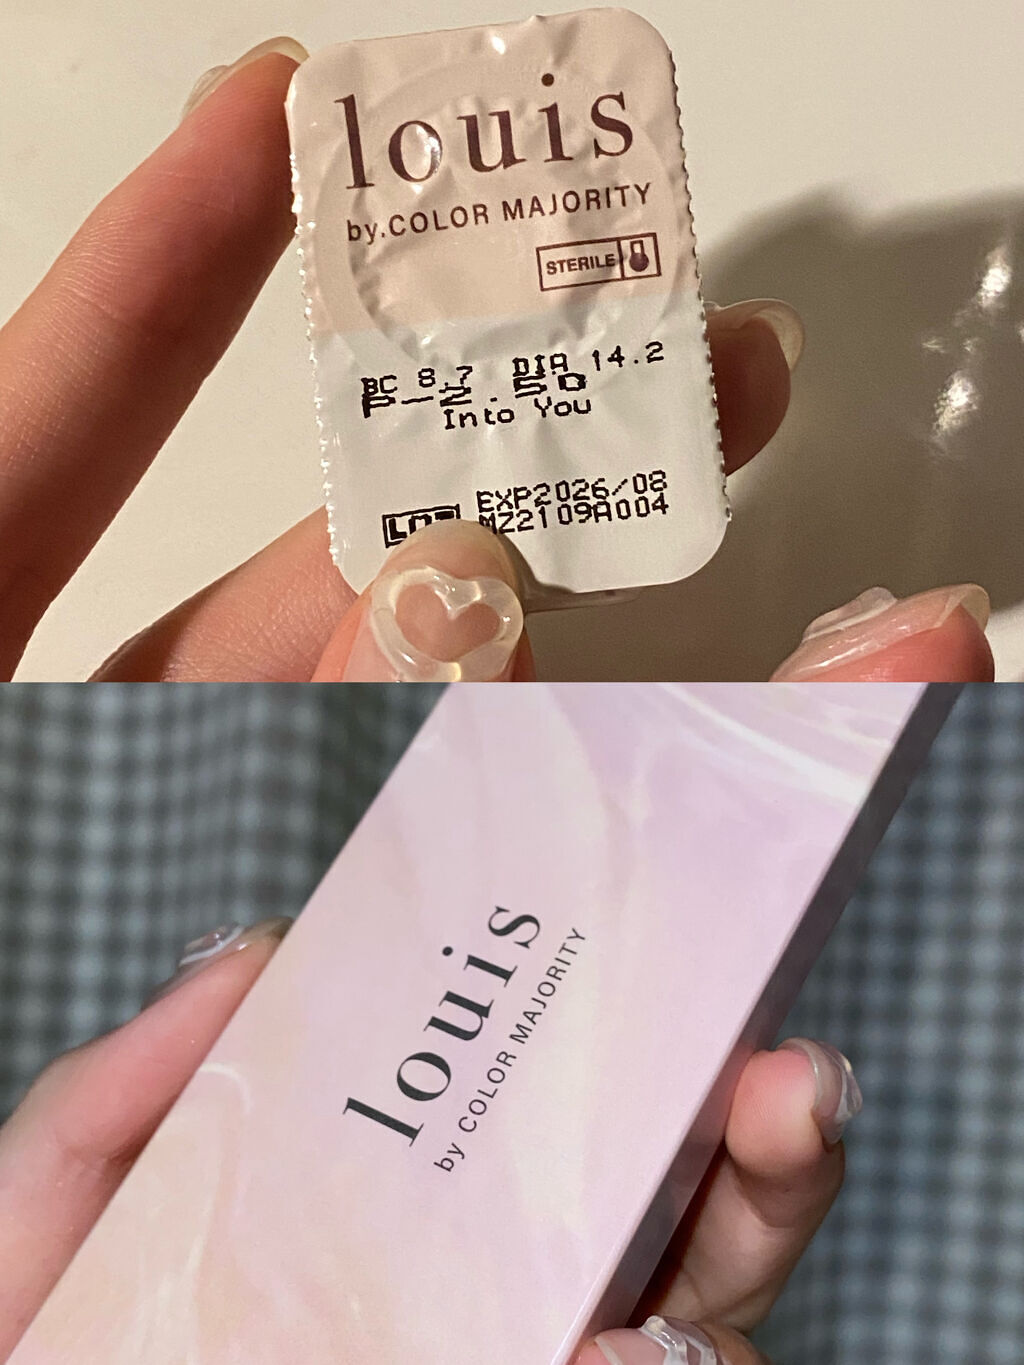 louis
by.COLOR MAJORITY
STERILE
BC 8.7 DIA 14.2
P-2.50
Into You
LOT
EXP2026/08
MZ2109A004
louis
by COLOR MAJORITY